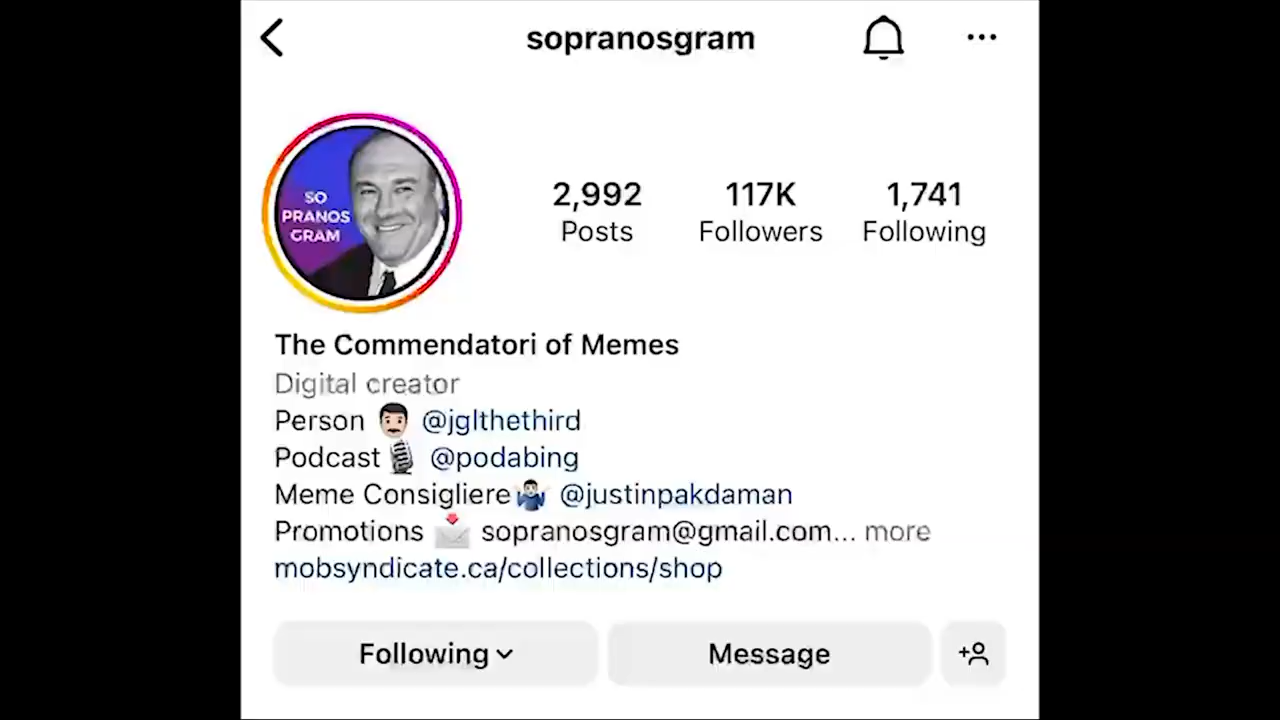 sopranosgram
SO
PRANOS
GRAM
2,992
Posts
117K
Followers
1,741
Following
The Commendatori of Memes
Digital creator
Person 👨🏻 @jglthethird
Podcast🎙 @podabing
Meme Consigliere🤷🏻‍♂️ @justinpakdaman
Promotions 📩 sopranosgram@gmail.com... more
mobsyndicate.ca/collections/shop
Following
Message